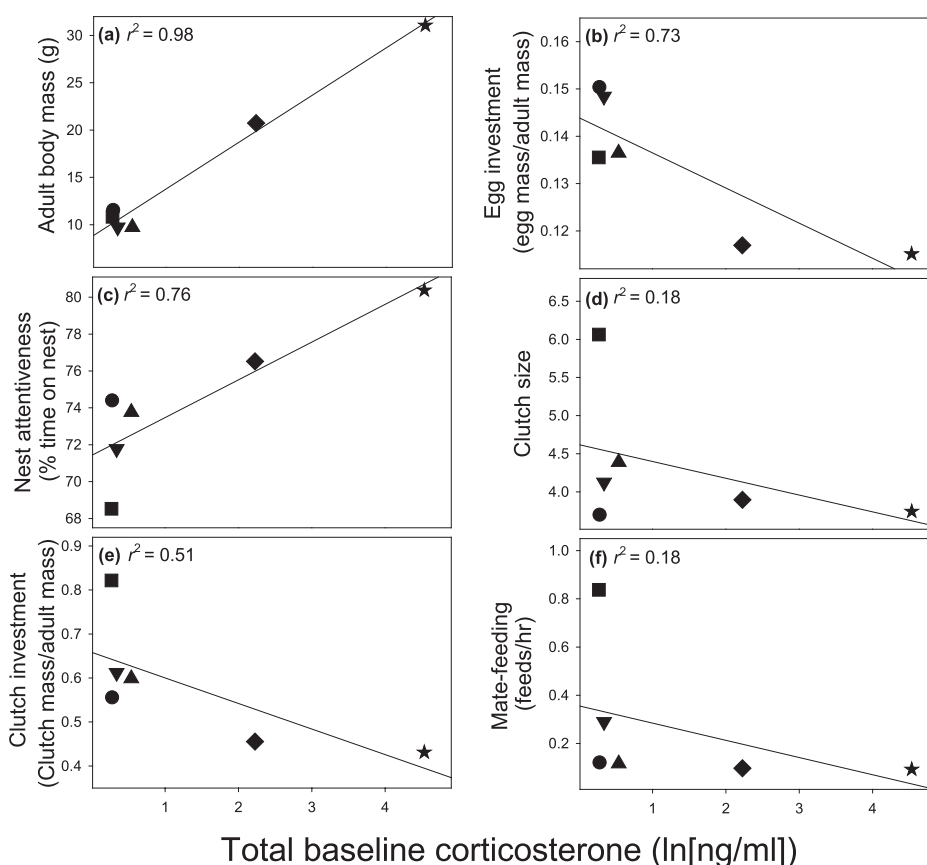 (a) r² = 0.98
Adult body mass (g)
30
25
20
15
10
(b) r² = 0.73
Egg investment
(egg mass/adult mass)
0.16
0.15
0.14
0.13
0.12
(c) r² = 0.76
Nest attentiveness
(% time on nest)
80
78
76
74
72
70
68
(d) r² = 0.18
Clutch size
6.5
6.0
5.5
5.0
4.5
4.0
(e) r² = 0.51
Clutch investment
(Clutch mass/adult mass)
0.9
0.8
0.7
0.6
0.5
0.4
1 2 3 4
(f) r² = 0.18
Mate-feeding
(feeds/hr)
1.0
0.8
0.6
0.4
0.2
1 2 3 4
Total baseline corticosterone (ln[ng/ml])